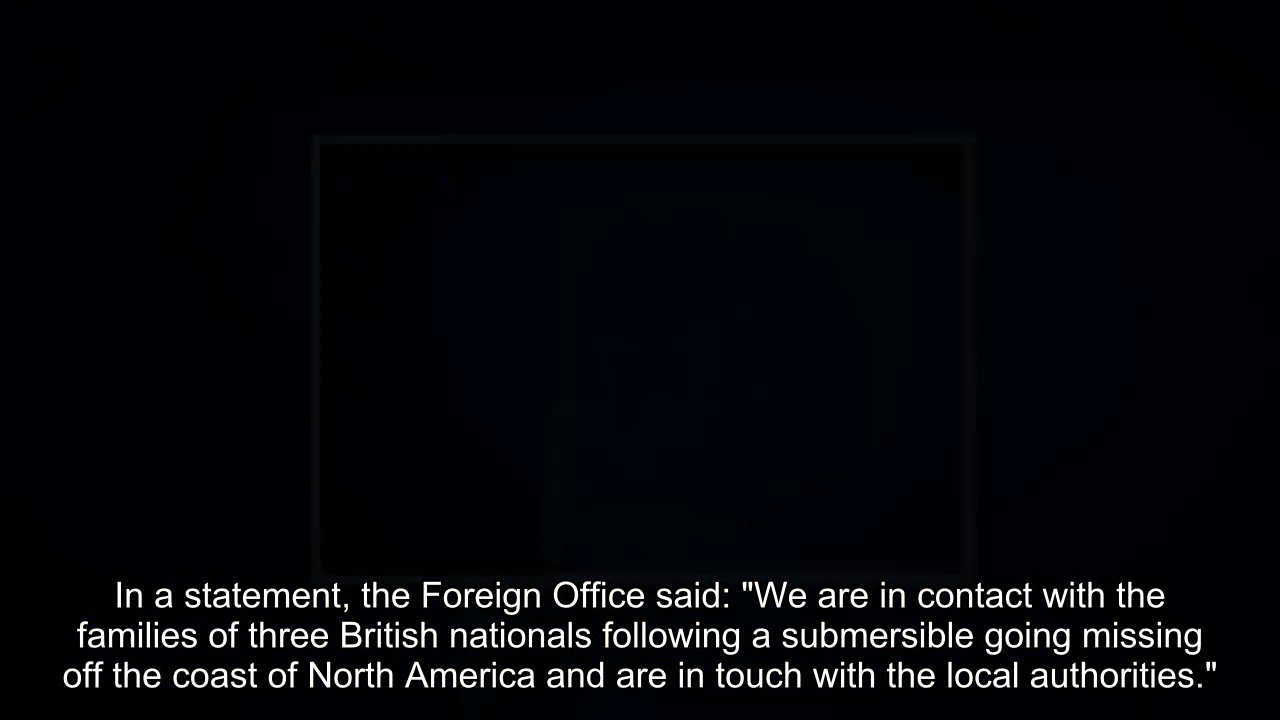 In a statement, the Foreign Office said: "We are in contact with the
families of three British nationals following a submersible going missing
off the coast of North America and are in touch with the local authorities."